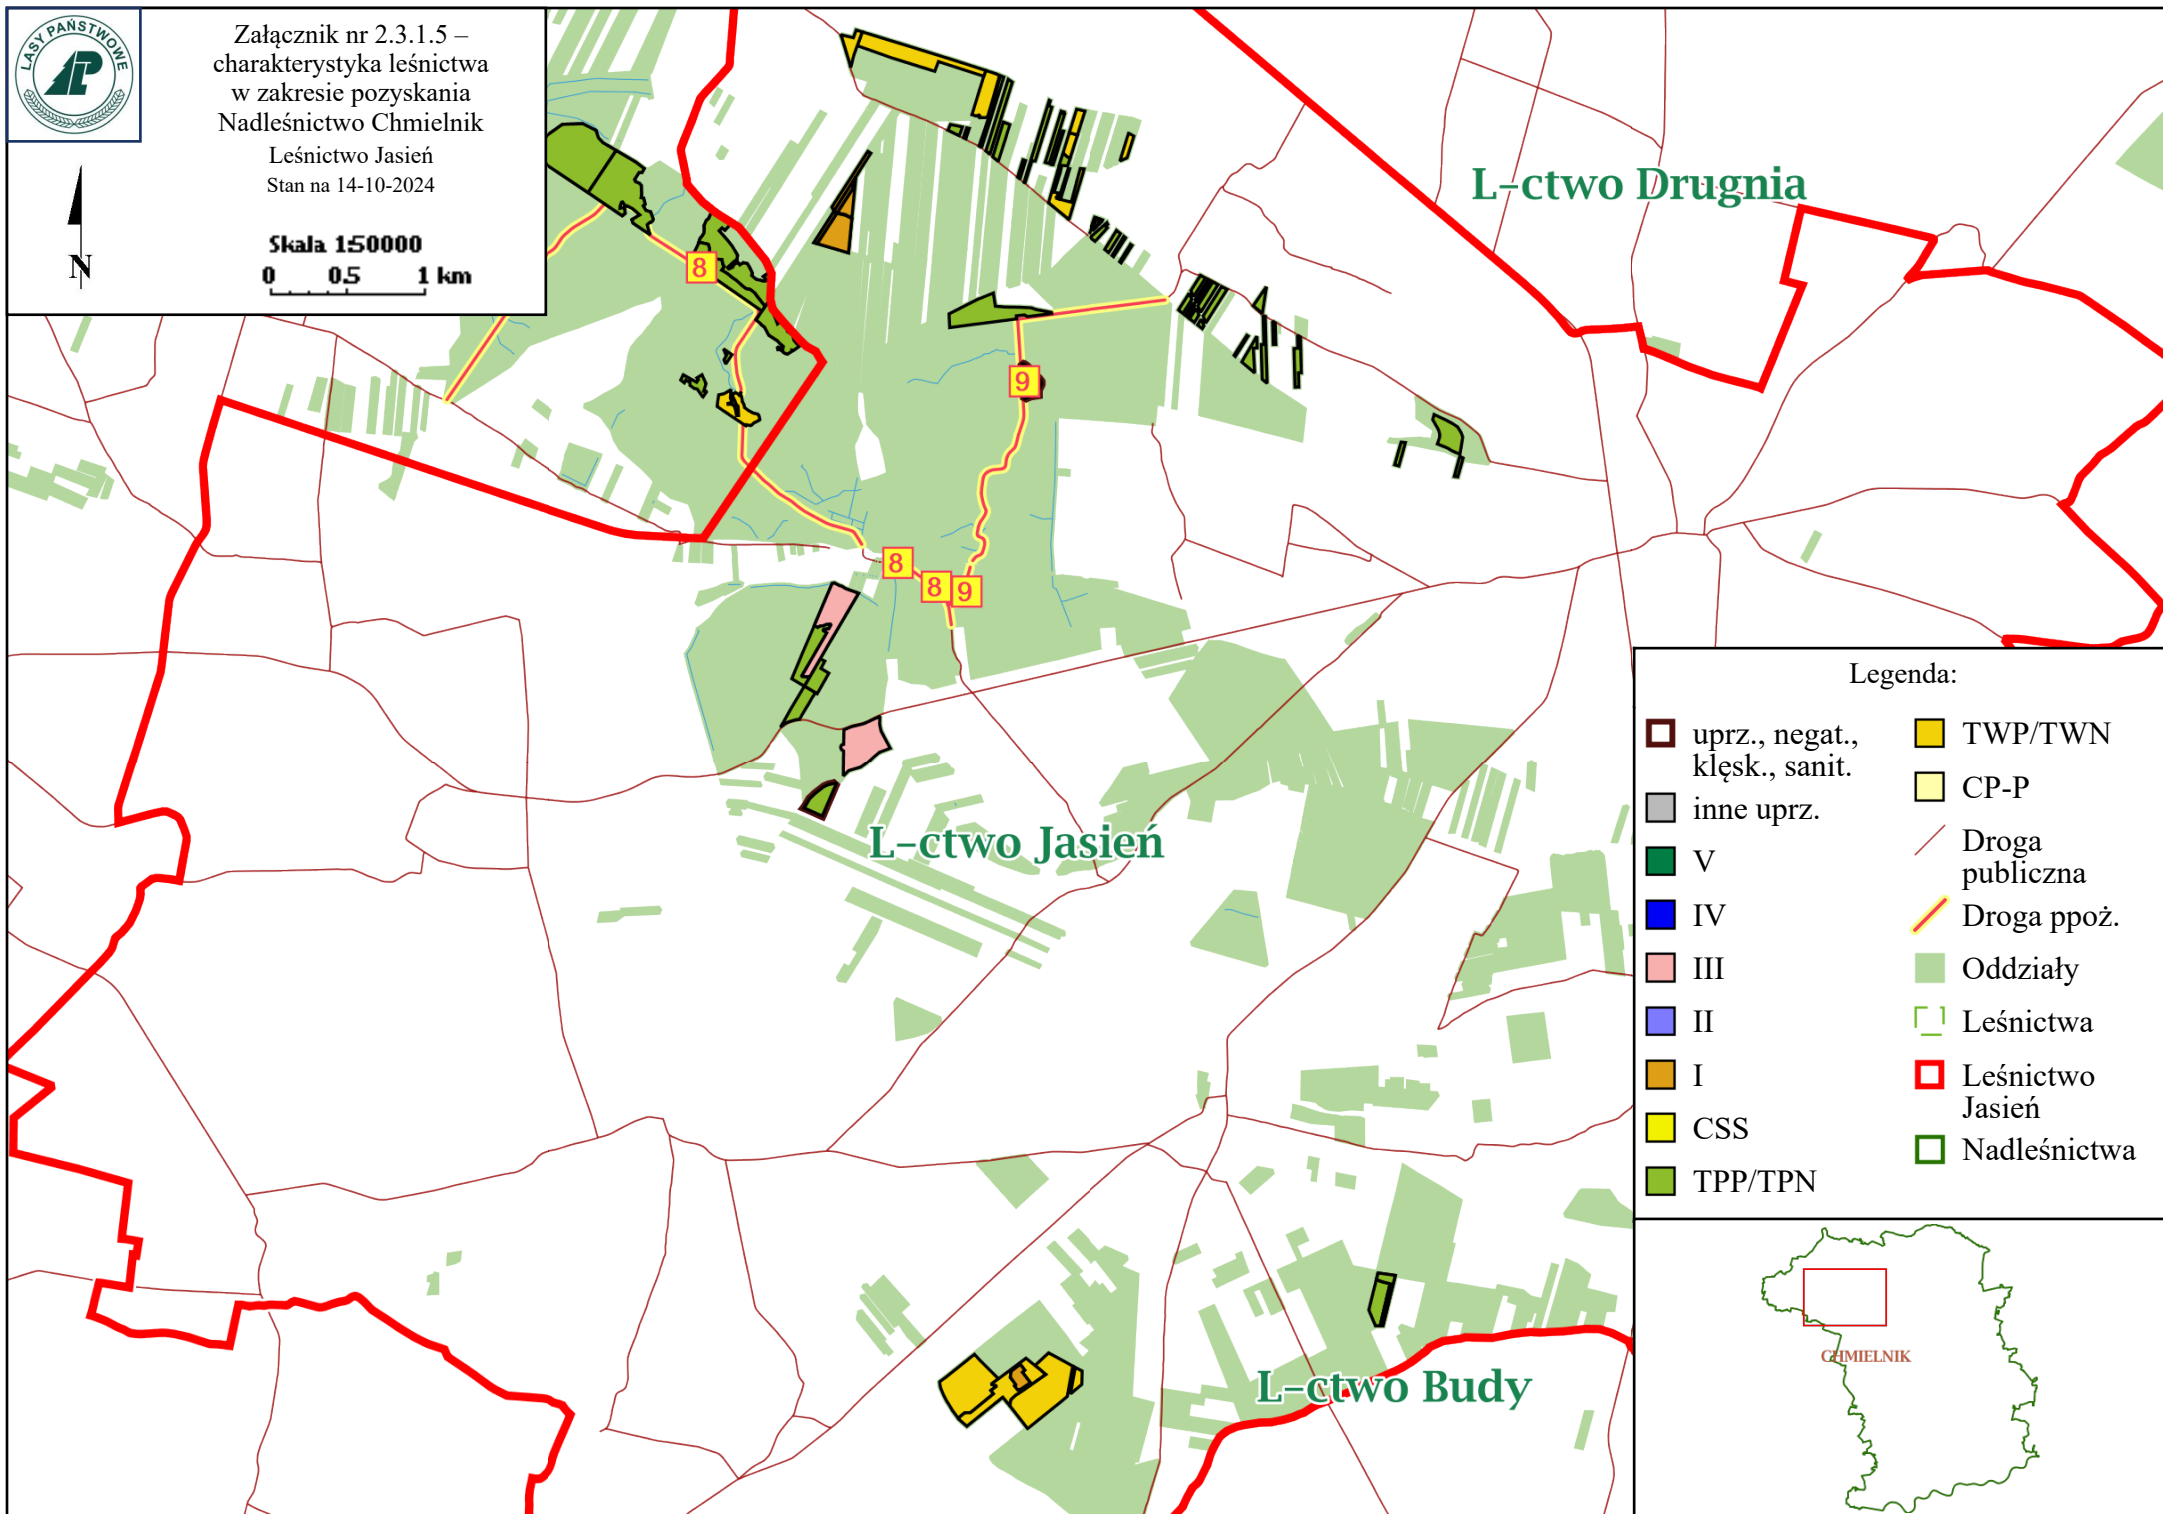 LASY PAŃSTWOWE
Załącznik nr 2.3.1.5 –
charakterystyka leśnictwa
w zakresie pozyskania
Nadleśnictwo Chmielnik
Leśnictwo Jasień
Stan na 14-10-2024
N
Skala 1:50000
0 0.5 1 km
L-ctwo Drugnia
8
9
8
8
9
L-ctwo Jasień
L-ctwo Budy
Legenda:
uprz., negat.,
klęsk., sanit.
inne uprz.
V
IV
III
II
I
CSS
TPP/TPN
TWP/TWN
CP-P
Droga
publiczna
Droga ppoż.
Oddziały
Leśnictwa
Leśnictwo
Jasień
Nadleśnictwa
CHMIELNIK